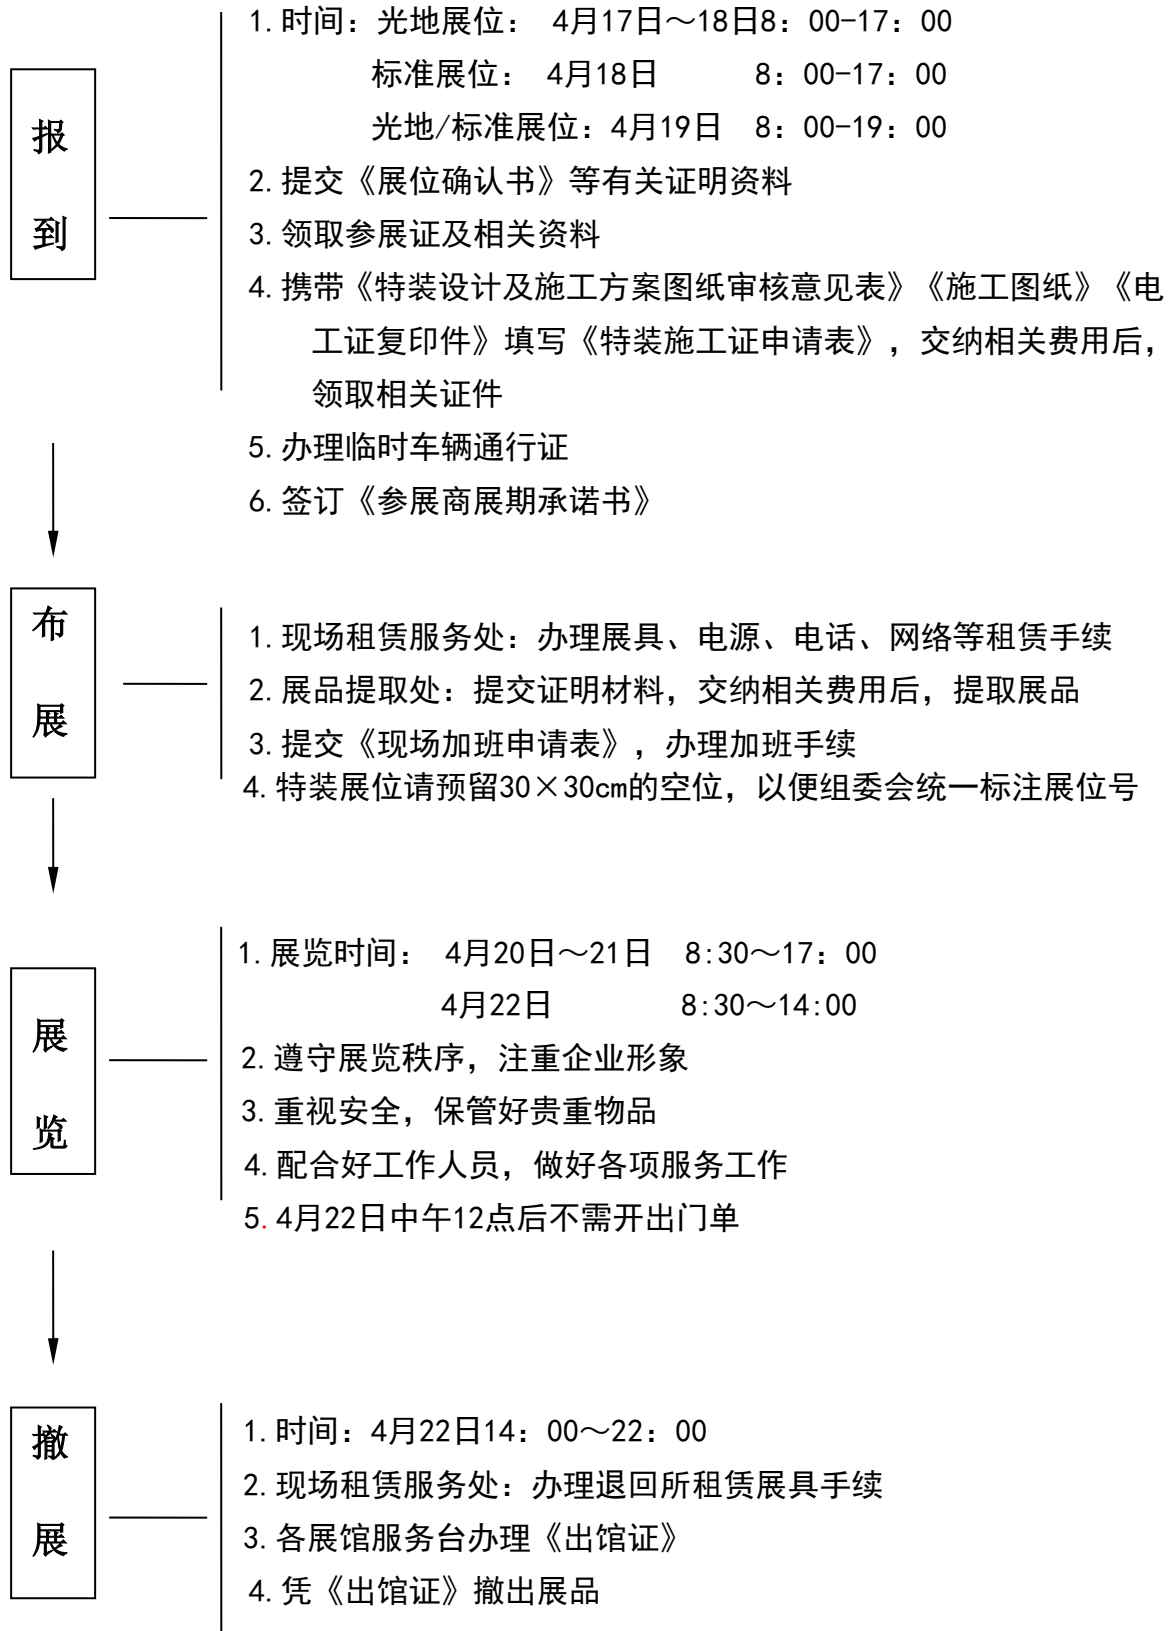 报到
1.时间：光地展位： 4月17日～18日8：00-17：00
标准展位： 4月18日 8：00-17：00
光地/标准展位：4月19日 8：00-19：00
2.提交《展位确认书》等有关证明资料
3.领取参展证及相关资料
4.携带《特装设计及施工方案图纸审核意见表》《施工图纸》《电
工证复印件》填写《特装施工证申请表》，交纳相关费用后，
领取相关证件
5.办理临时车辆通行证
6.签订《参展商展期承诺书》
布展
1.现场租赁服务处：办理展具、电源、电话、网络等租赁手续
2.展品提取处：提交证明材料，交纳相关费用后，提取展品
3.提交《现场加班申请表》，办理加班手续
4.特装展位请预留30×30cm的空位，以便组委会统一标注展位号
展览
1.展览时间： 4月20日～21日 8:30～17：00
4月22日 8:30～14:00
2.遵守展览秩序，注重企业形象
3.重视安全，保管好贵重物品
4.配合好工作人员，做好各项服务工作
5.4月22日中午12点后不需开出门单
撤展
1.时间：4月22日14：00～22：00
2.现场租赁服务处：办理退回所租赁展具手续
3.各展馆服务台办理《出馆证》
4.凭《出馆证》撤出展品